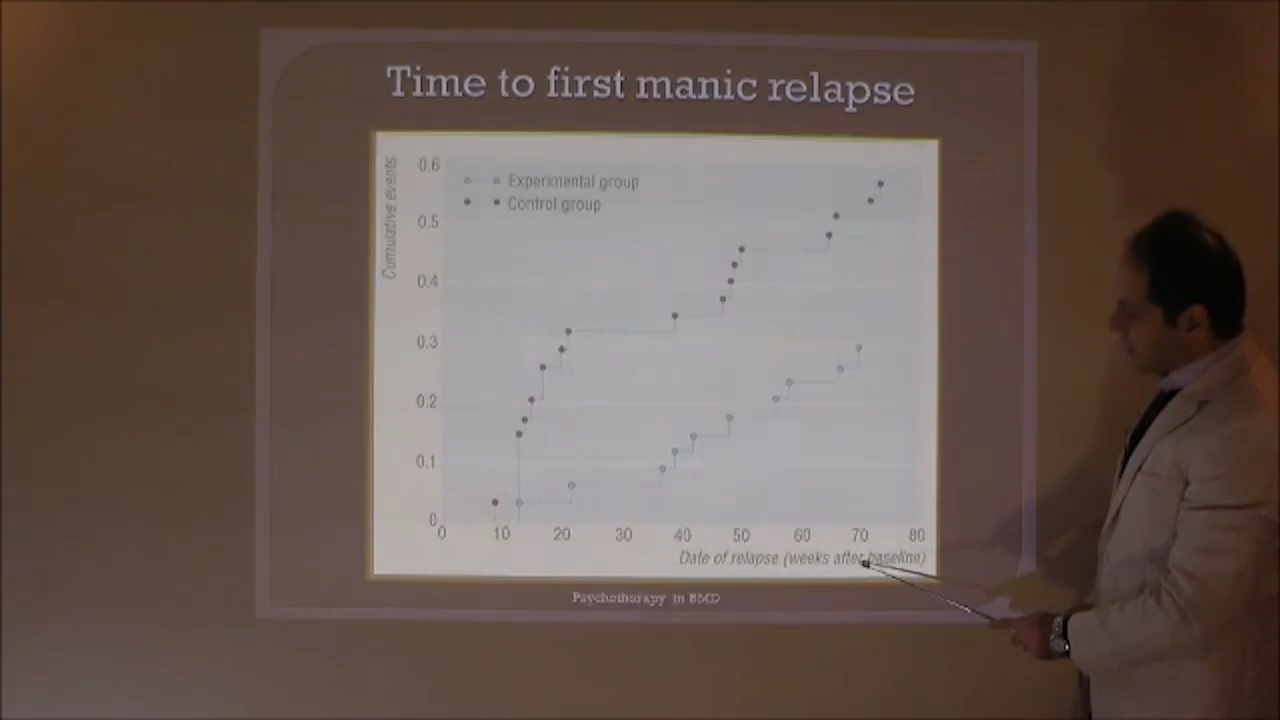 Time to first manic relapse
Cumulative events
0.6
0.5
0.4
0.3
0.2
0.1
0
Experimental group
Control group
0 10 20 30 40 50 60 70 80
Date of relapse (weeks after baseline)
Psychotherapy in BMD